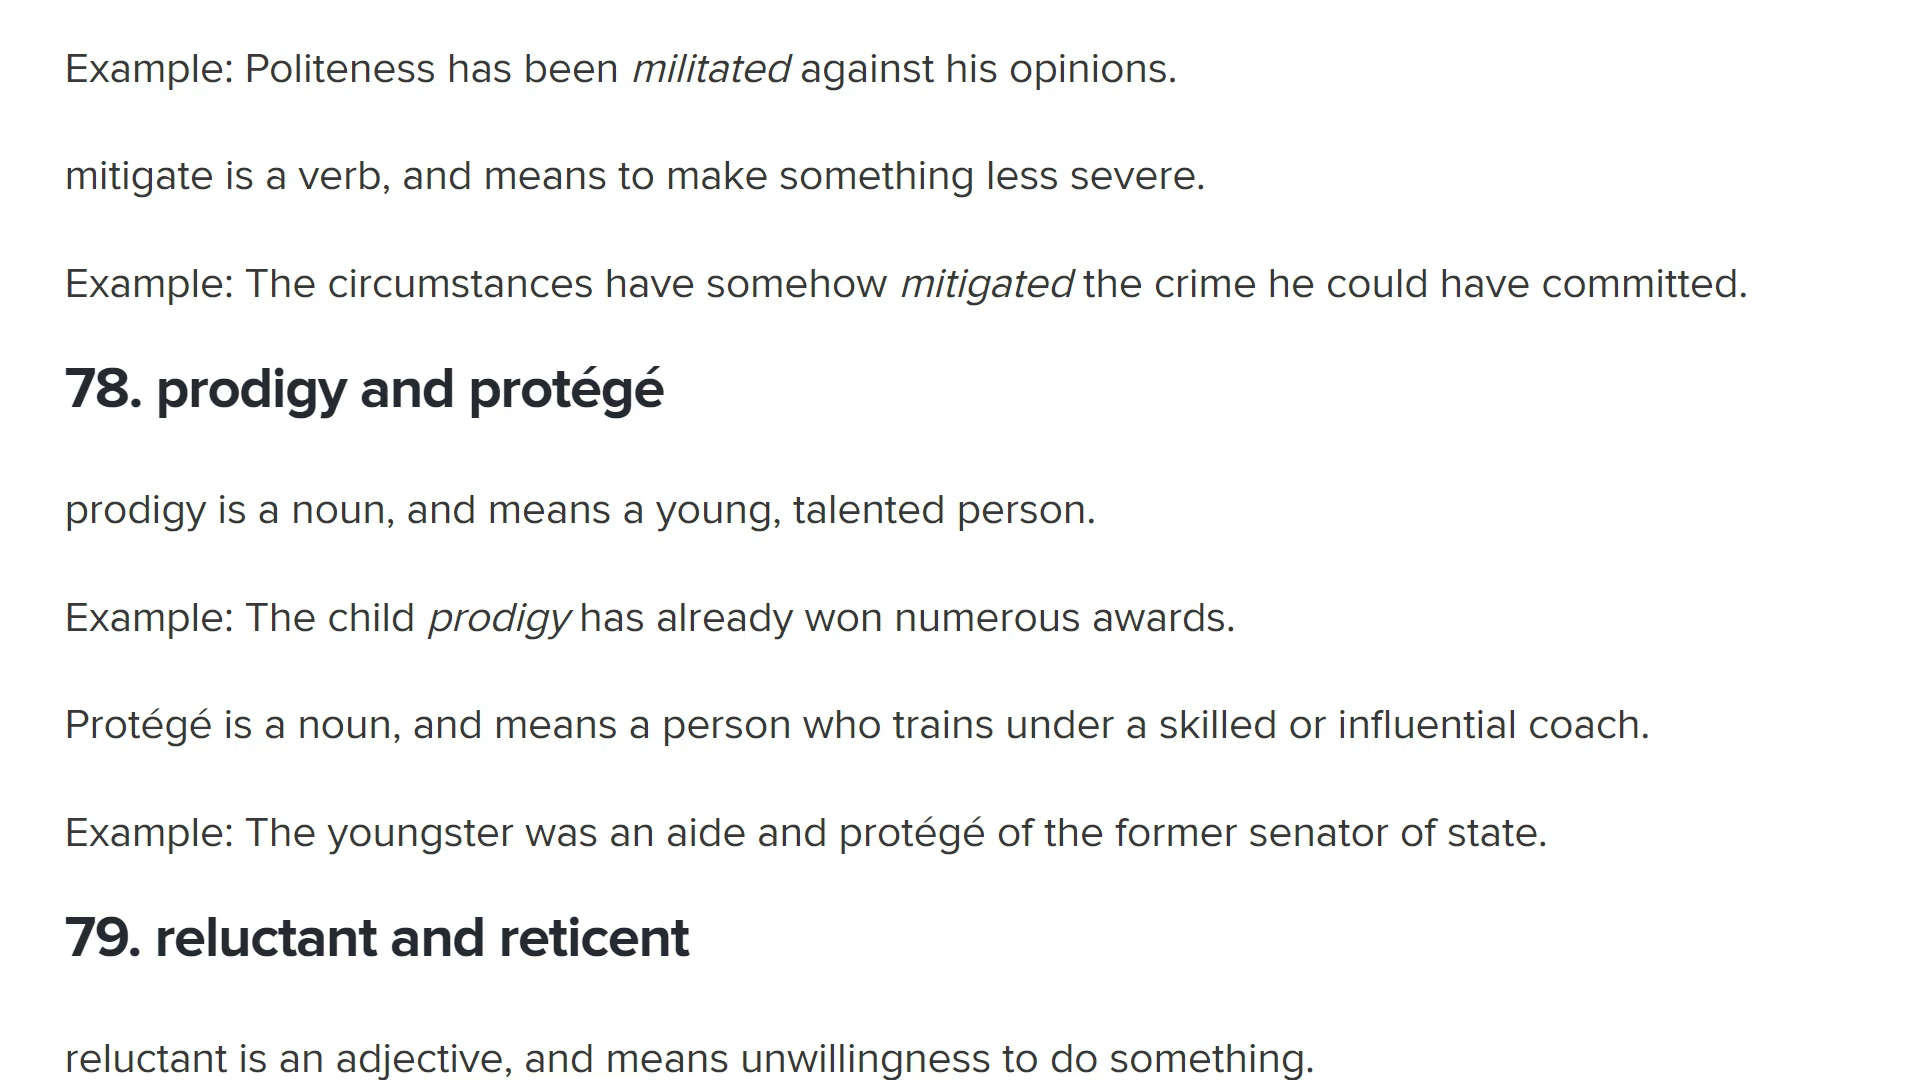 Example: Politeness has been militated against his opinions.
mitigate is a verb, and means to make something less severe.
Example: The circumstances have somehow mitigated the crime he could have committed.
78. prodigy and protégé
prodigy is a noun, and means a young, talented person.
Example: The child prodigy has already won numerous awards.
Protégé is a noun, and means a person who trains under a skilled or influential coach.
Example: The youngster was an aide and protégé of the former senator of state.
79. reluctant and reticent
reluctant is an adjective, and means unwillingness to do something.